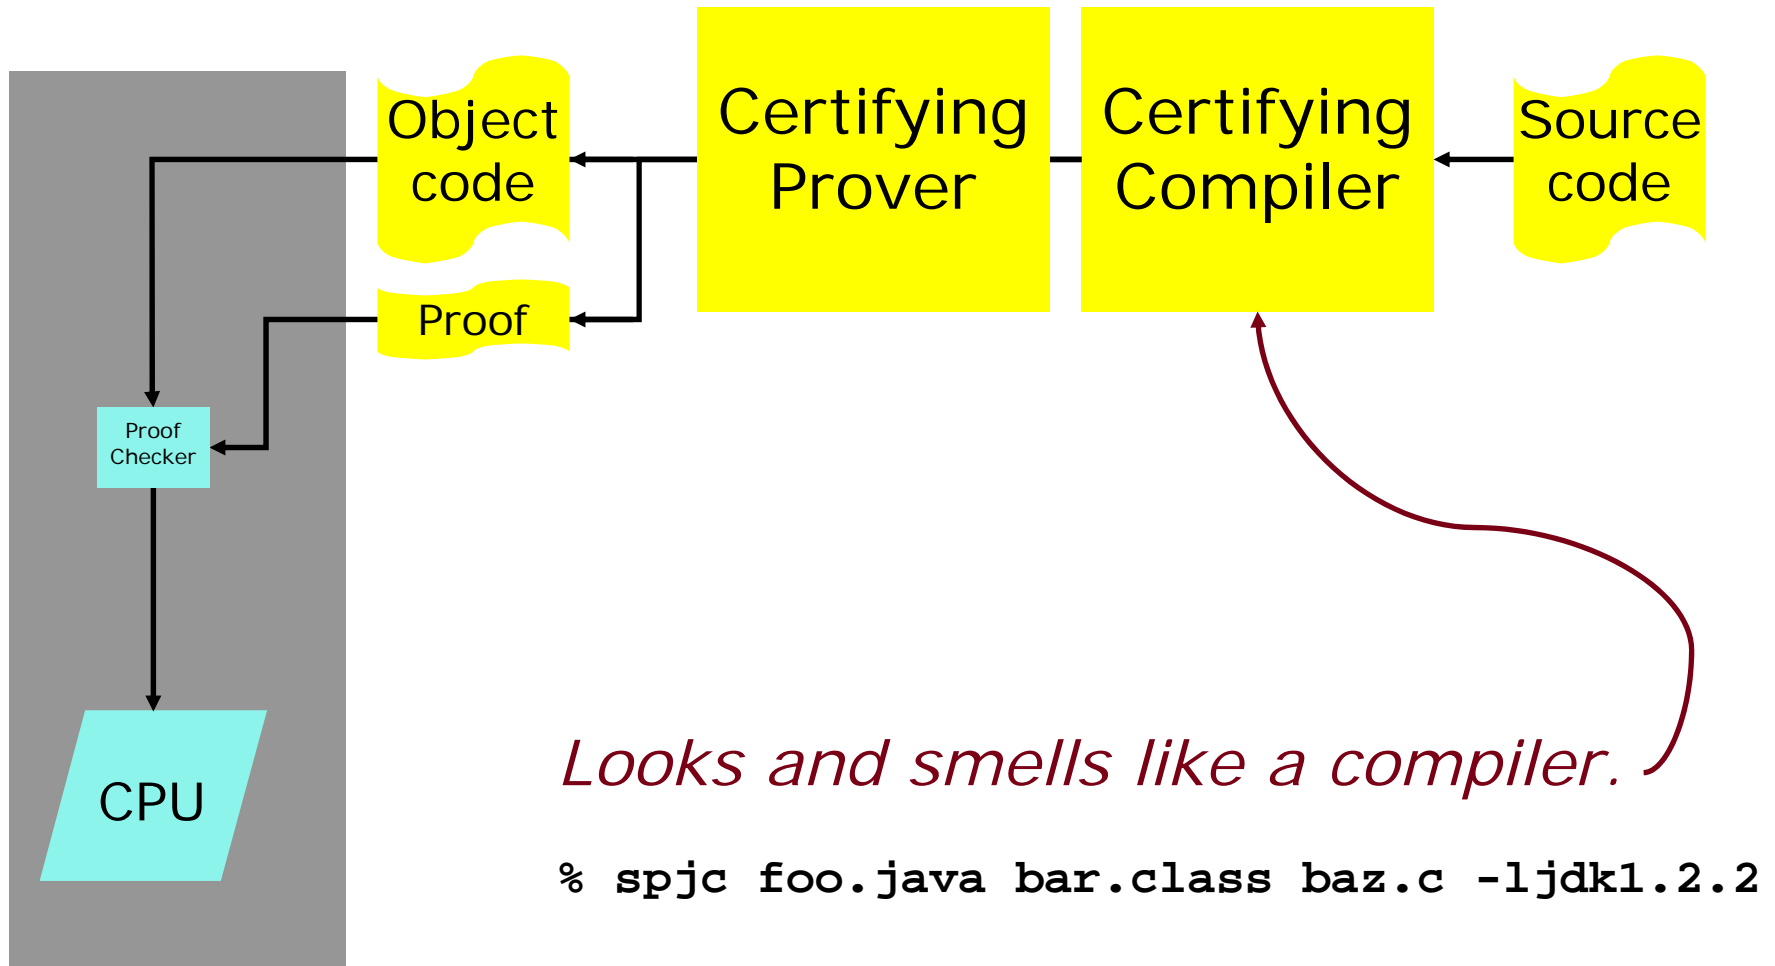 Object
code
Certifying
Prover
Certifying
Compiler
Source
code
Proof
Proof
Checker
CPU
Looks and smells like a compiler.
% spjc foo.java bar.class baz.c -ljdk1.2.2